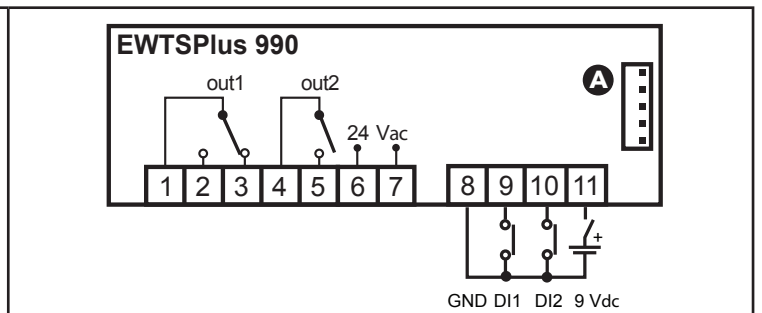 EWTSPlus 990
out1 out2
A
24 Vac
1 2 3 4 5 6 7 8 9 10 11
+
GND DI1 DI2 9 Vdc